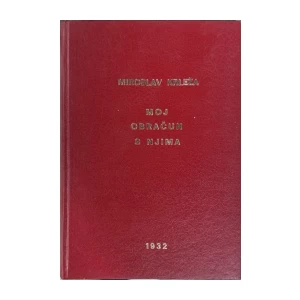 MIROSLAV KRLEŽA
MOJ
OBRAČUN
S NJIMA
1932